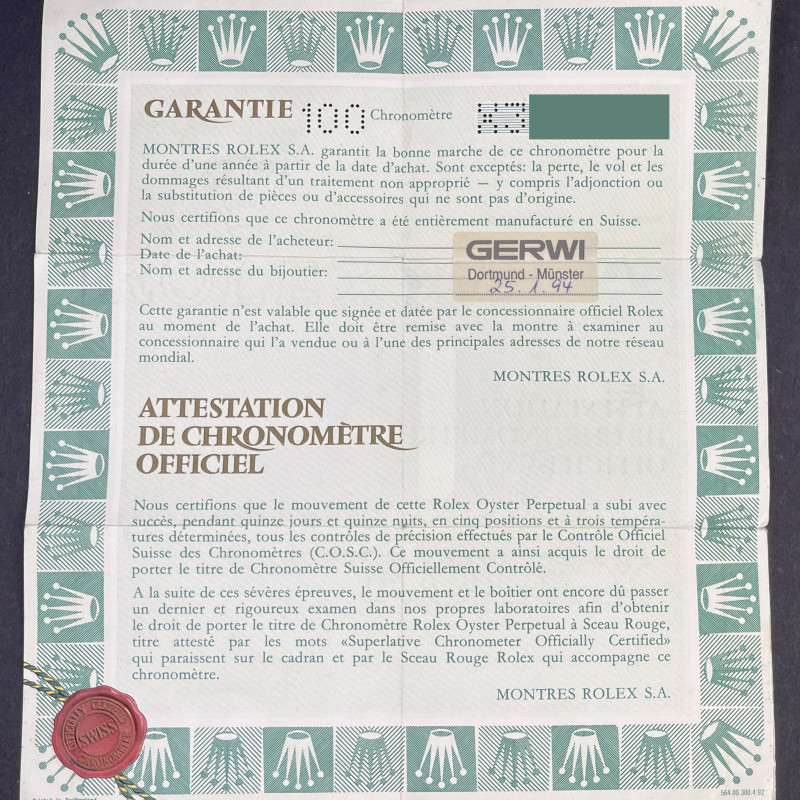 GARANTIE 100 Chronomètre
MONTRES ROLEX S.A. garantit la bonne marche de ce chronomètre pour la
durée d'une année à partir de la date d'achat. Sont exceptés: la perte, le vol et les
dommages résultant d'un traitement non approprié – y compris l'adjonction ou
la substitution de pièces ou d'accessoires qui ne sont pas d'origine.
Nous certifions que ce chronomètre a été entièrement manufacturé en Suisse.
Nom et adresse de l'acheteur:
Date de l'achat:
Nom et adresse du bijoutier:
GERWI
Dortmund - Münster
25.1.94
Cette garantie n'est valable que signée et datée par le concessionnaire officiel Rolex
au moment de l'achat. Elle doit être remise avec la montre à examiner au
concessionnaire qui l'a vendue ou à l'une des principales adresses de notre réseau
mondial.
MONTRES ROLEX S.A.
ATTESTATION
DE CHRONOMÈTRE
OFFICIEL
Nous certifions que le mouvement de cette Rolex Oyster Perpetual a subi avec
succès, pendant quinze jours et quinze nuits, en cinq positions et à trois tempéra-
tures déterminées, tous les contrôles de précision effectués par le Contrôle Officiel
Suisse des Chronomètres (C.O.S.C.). Ce mouvement a ainsi acquis le droit de
porter le titre de Chronomètre Suisse Officiellement Contrôlé.
A la suite de ces sévères épreuves, le mouvement et le boîtier ont encore dû passer
un dernier et rigoureux examen dans nos propres laboratoires afin d'obtenir
le droit de porter le titre de Chronomètre Rolex Oyster Perpetual à Sceau Rouge,
titre attesté par les mots «Superlative Chronometer Officially Certified»
qui paraissent sur le cadran et par le Sceau Rouge Rolex qui accompagne ce
chronomètre.
MONTRES ROLEX S.A.
OFFICIALLY CERTIFIED
SWISS
CHRONOMETER
564.00.300.4.92